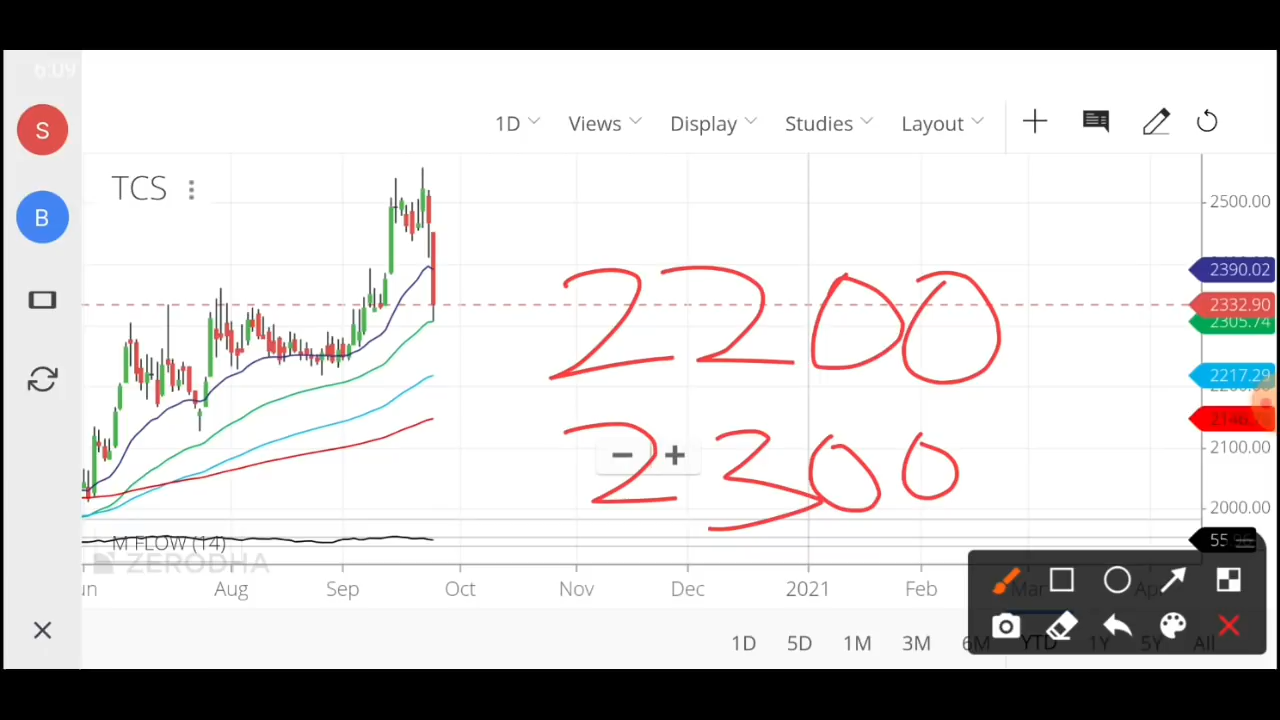 6:09
S
1D Views Display Studies Layout
TCS
2500.00
B
2390.02
2200
2332.90
2305.74
2217.29
2300
2100.00
2000.00
M FLOW (14)
55
ZERODHA
Aug Sep Oct Nov Dec 2021 Feb Mar
1D 5D 1M 3M 6M YTD 1Y 5Y All